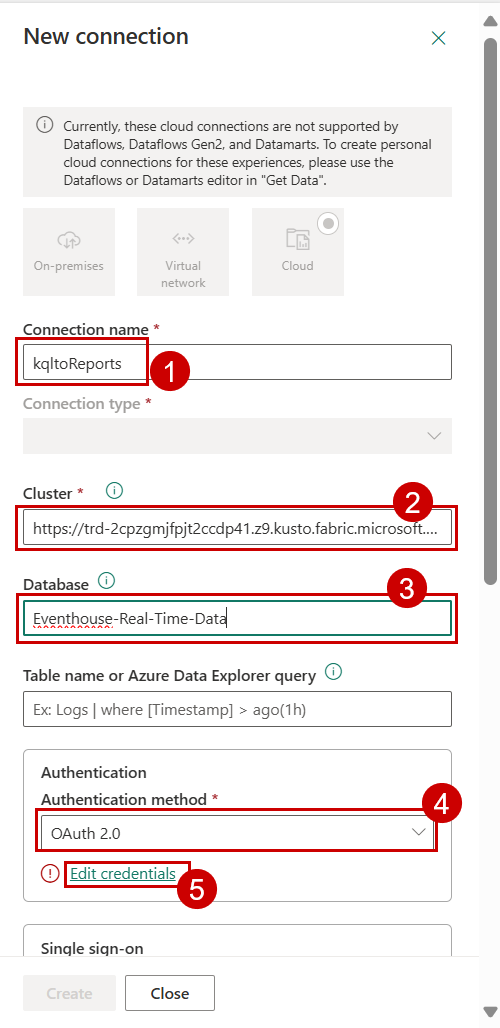 New connection
Currently, these cloud connections are not supported by
Dataflows, Dataflows Gen2, and Datamarts. To create personal
cloud connections for these experiences, please use the
Dataflows or Datamarts editor in "Get Data".
On-premises
Virtual
network
Cloud
Connection name *
kqltoReports
1
Connection type *
Cluster *
2
https://trd-2cpzgmjfpjt2ccdp41.z9.kusto.fabric.microsoft....
Database
3
Eventhouse-Real-Time-Data
Table name or Azure Data Explorer query
Ex: Logs | where [Timestamp] > ago(1h)
Authentication
Authentication method *
4
OAuth 2.0
Edit credentials
5
Single sign-on
Create
Close